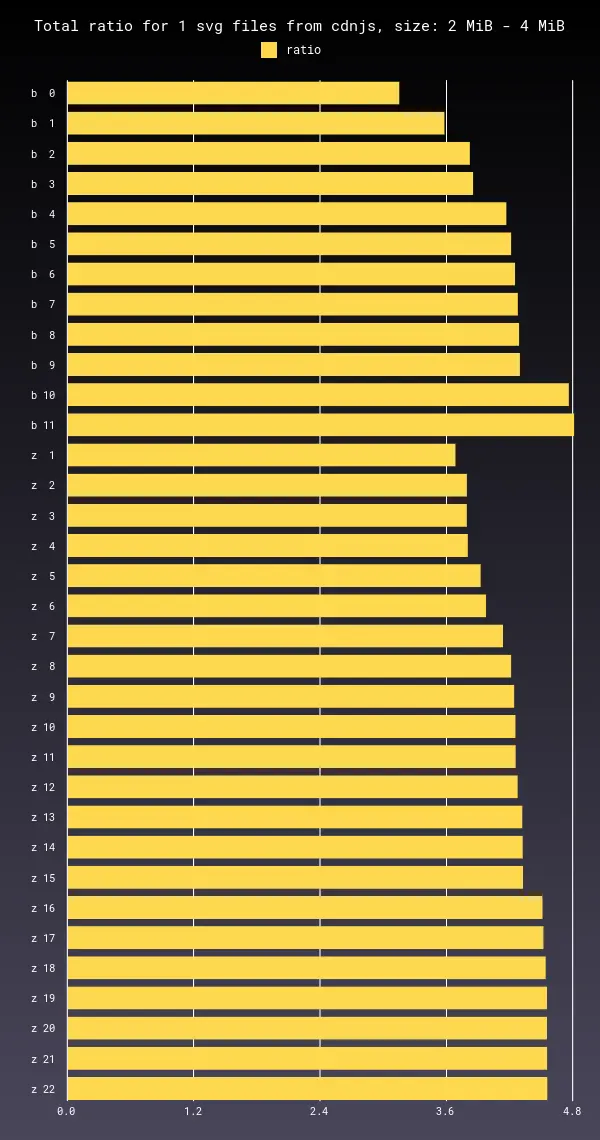 Total ratio for 1 svg files from cdnjs, size: 2 MiB - 4 MiB
ratio
b 0
b 1
b 2
b 3
b 4
b 5
b 6
b 7
b 8
b 9
b 10
b 11
z 1
z 2
z 3
z 4
z 5
z 6
z 7
z 8
z 9
z 10
z 11
z 12
z 13
z 14
z 15
z 16
z 17
z 18
z 19
z 20
z 21
z 22
0.0 1.2 2.4 3.6 4.8